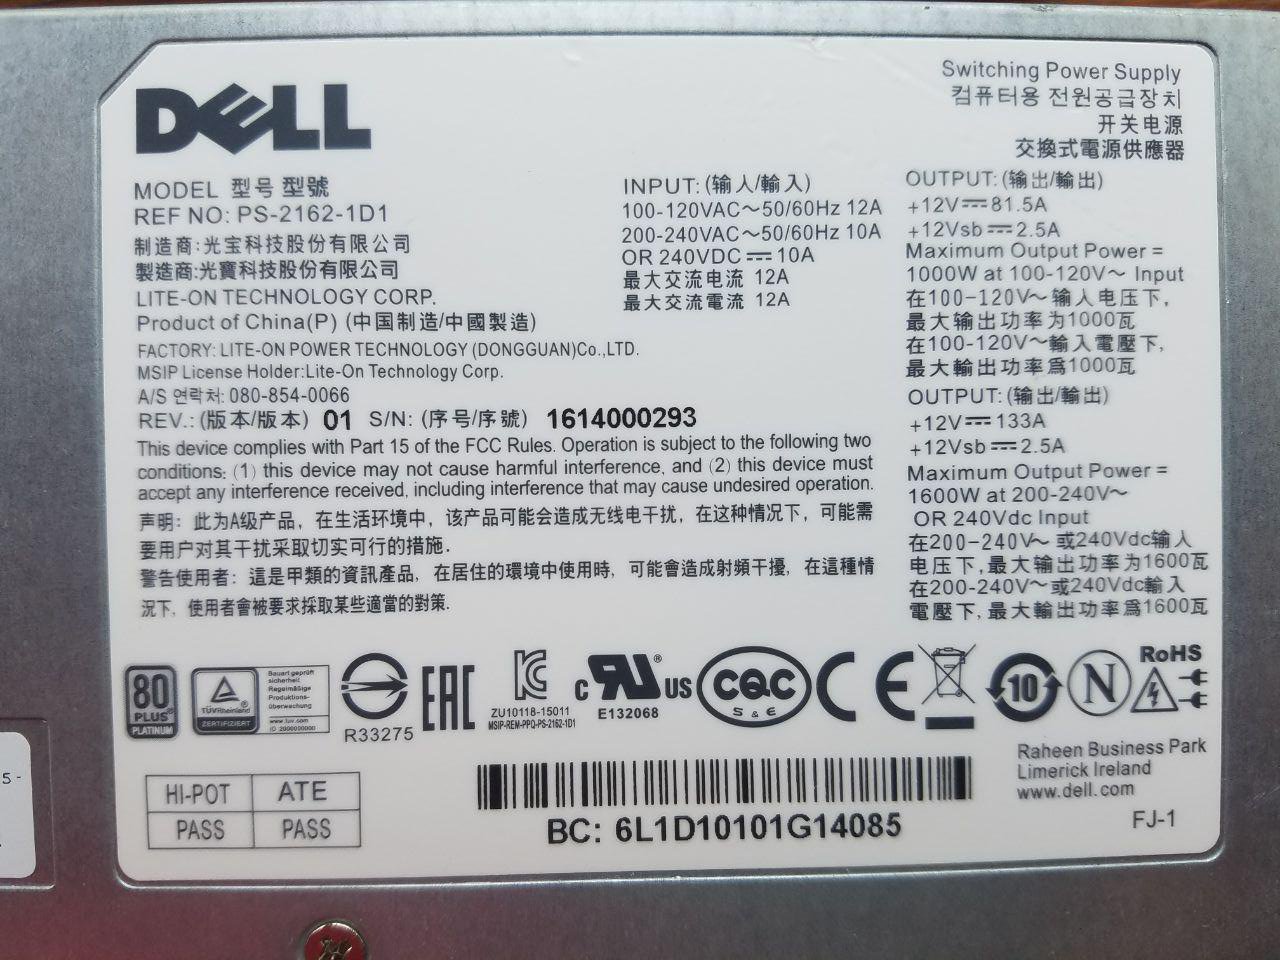 DELL
Switching Power Supply
컴퓨터용 전원공급장치
开关电源
交換式電源供應器
MODEL 型号 型號
REF NO: PS-2162-1D1
制造商:光宝科技股份有限公司
製造商:光寶科技股份有限公司
LITE-ON TECHNOLOGY CORP.
Product of China(P) (中国制造/中國製造)
FACTORY: LITE-ON POWER TECHNOLOGY (DONGGUAN)Co.,LTD.
MSIP License Holder:Lite-On Technology Corp.
A/S 연락처: 080-854-0066
REV.: (版本/版本) 01 S/N: (序号/序號) 1614000293
INPUT: (输入/輸入)
100-120VAC～50/60Hz 12A
200-240VAC～50/60Hz 10A
OR 240VDC⎓10A
最大交流电流 12A
最大交流電流 12A
OUTPUT: (输出/輸出)
+12V⎓81.5A
+12Vsb⎓2.5A
Maximum Output Power =
1000W at 100-120V～ Input
在100-120V～输入电压下,
最大输出功率为1000瓦
在100-120V～輸入電壓下,
最大輸出功率爲1000瓦
OUTPUT: (输出/輸出)
+12V⎓133A
+12Vsb⎓2.5A
Maximum Output Power =
1600W at 200-240V～
OR 240Vdc Input
在200-240V～ 或240Vdc输入
电压下,最大输出功率为1600瓦
在200-240V～或240Vdc輸入
電壓下,最大輸出功率爲1600瓦
This device complies with Part 15 of the FCC Rules. Operation is subject to the following two
conditions: (1) this device may not cause harmful interference, and (2) this device must
accept any interference received, including interference that may cause undesired operation.
声明: 此为A级产品, 在生活环境中, 该产品可能会造成无线电干扰, 在这种情况下, 可能需
要用户对其干扰采取切实可行的措施.
警告使用者: 這是甲類的資訊產品, 在居住的環境中使用時, 可能會造成射頻干擾, 在這種情
況下, 使用者會被要求採取某些適當的對策.
80
PLUS
PLATINUM
TÜVRheinland
ZERTIFIZIERT
Bauart geprüft
sicherheit
Regelmäßige
Produktions-
überwachung
www.tuv.com
ID 2000000000
R33275
EAC
ZU10118-15011
MSIP-REM-PPQ-PS-2162-1D1
c RU US
E132068
CQC
S & E
CE
10
N
RoHS
HI-POT ATE
PASS PASS
BC: 6L1D10101G14085
Raheen Business Park
Limerick Ireland
www.dell.com
FJ-1
5-